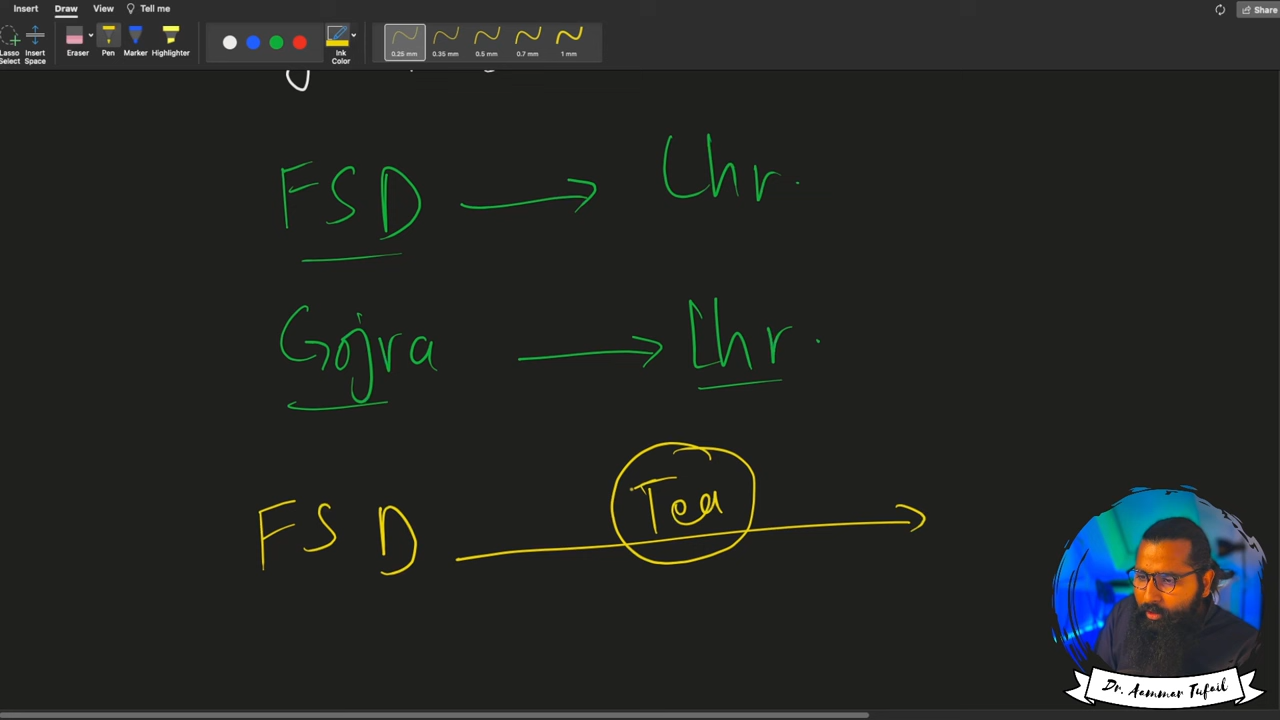 Insert Draw View Tell me
Share
Lasso Select
Insert Space
Eraser
Pen
Marker
Highlighter
Ink Color
0.25 mm
0.35 mm
0.5 mm
0.7 mm
1 mm
FSD → Lhr.
Gojra → Lhr.
FSD Tea →
Dr. Aammar Tufail